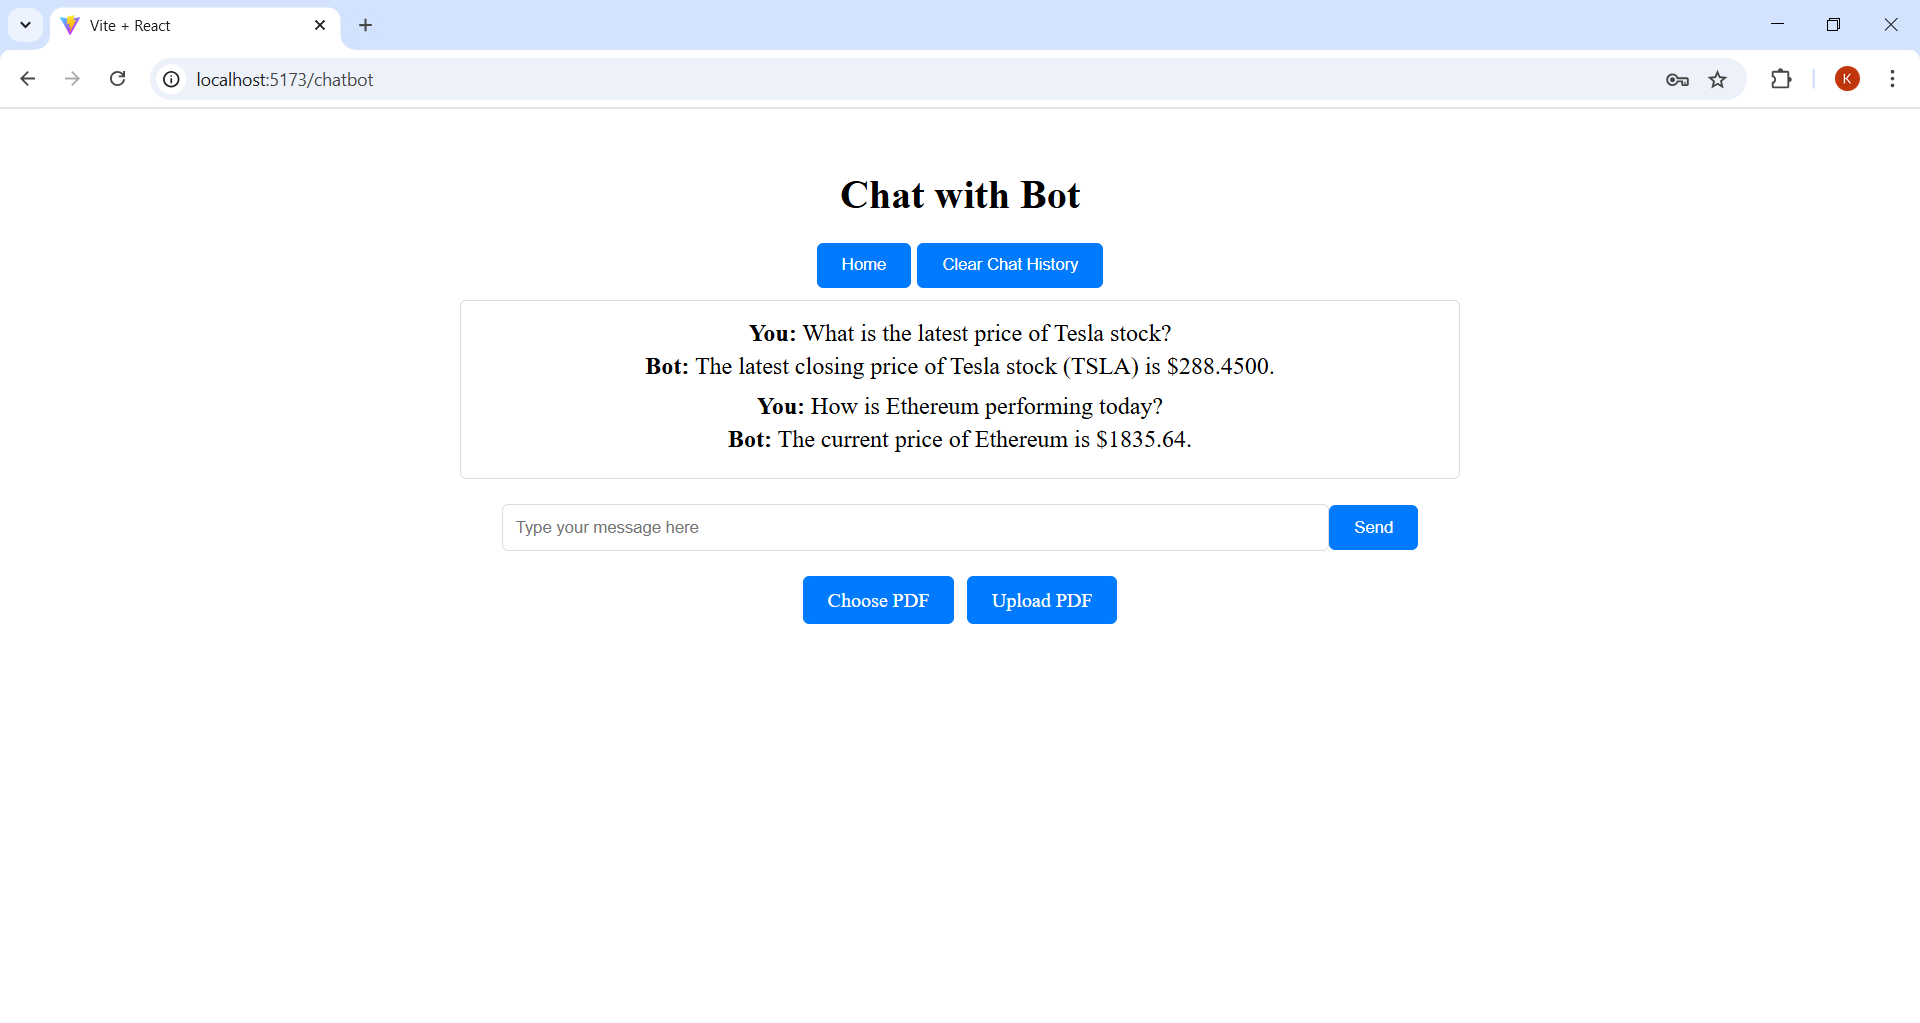 Vite + React
localhost:5173/chatbot
K
Chat with Bot
Home Clear Chat History
You: What is the latest price of Tesla stock?
Bot: The latest closing price of Tesla stock (TSLA) is $288.4500.
You: How is Ethereum performing today?
Bot: The current price of Ethereum is $1835.64.
Type your message here Send
Choose PDF Upload PDF